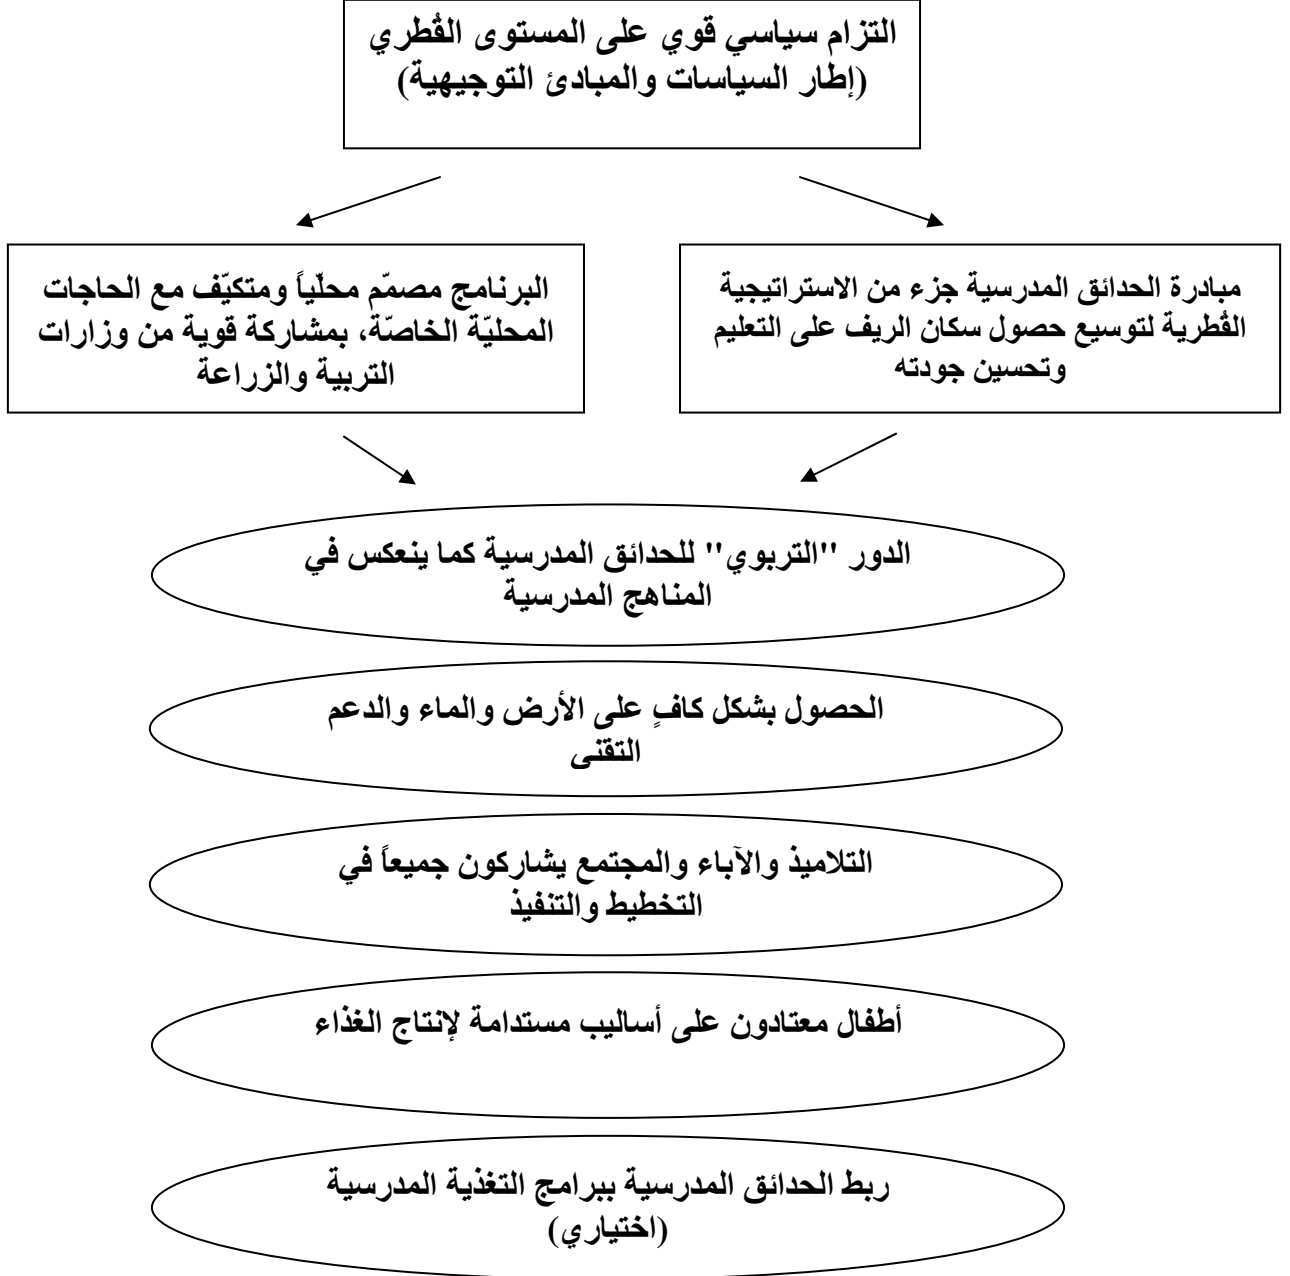 التزام سياسي قوي على المستوى القُطري
(إطار السياسات والمبادئ التوجيهية)
مبادرة الحدائق المدرسية جزء من الاستراتيجية
القُطرية لتوسيع حصول سكان الريف على التعليم
وتحسين جودته
البرنامج مصمّم محلّياً ومتكيّف مع الحاجات
المحليّة الخاصّة، بمشاركة قوية من وزارات
التربية والزراعة
الدور "التربوي" للحدائق المدرسية كما ينعكس في
المناهج المدرسية
الحصول بشكل كافٍ على الأرض والماء والدعم
التقنى
التلاميذ والآباء والمجتمع يشاركون جميعاً في
التخطيط والتنفيذ
أطفال معتادون على أساليب مستدامة لإنتاج الغذاء
ربط الحدائق المدرسية ببرامج التغذية المدرسية
(اختياري)